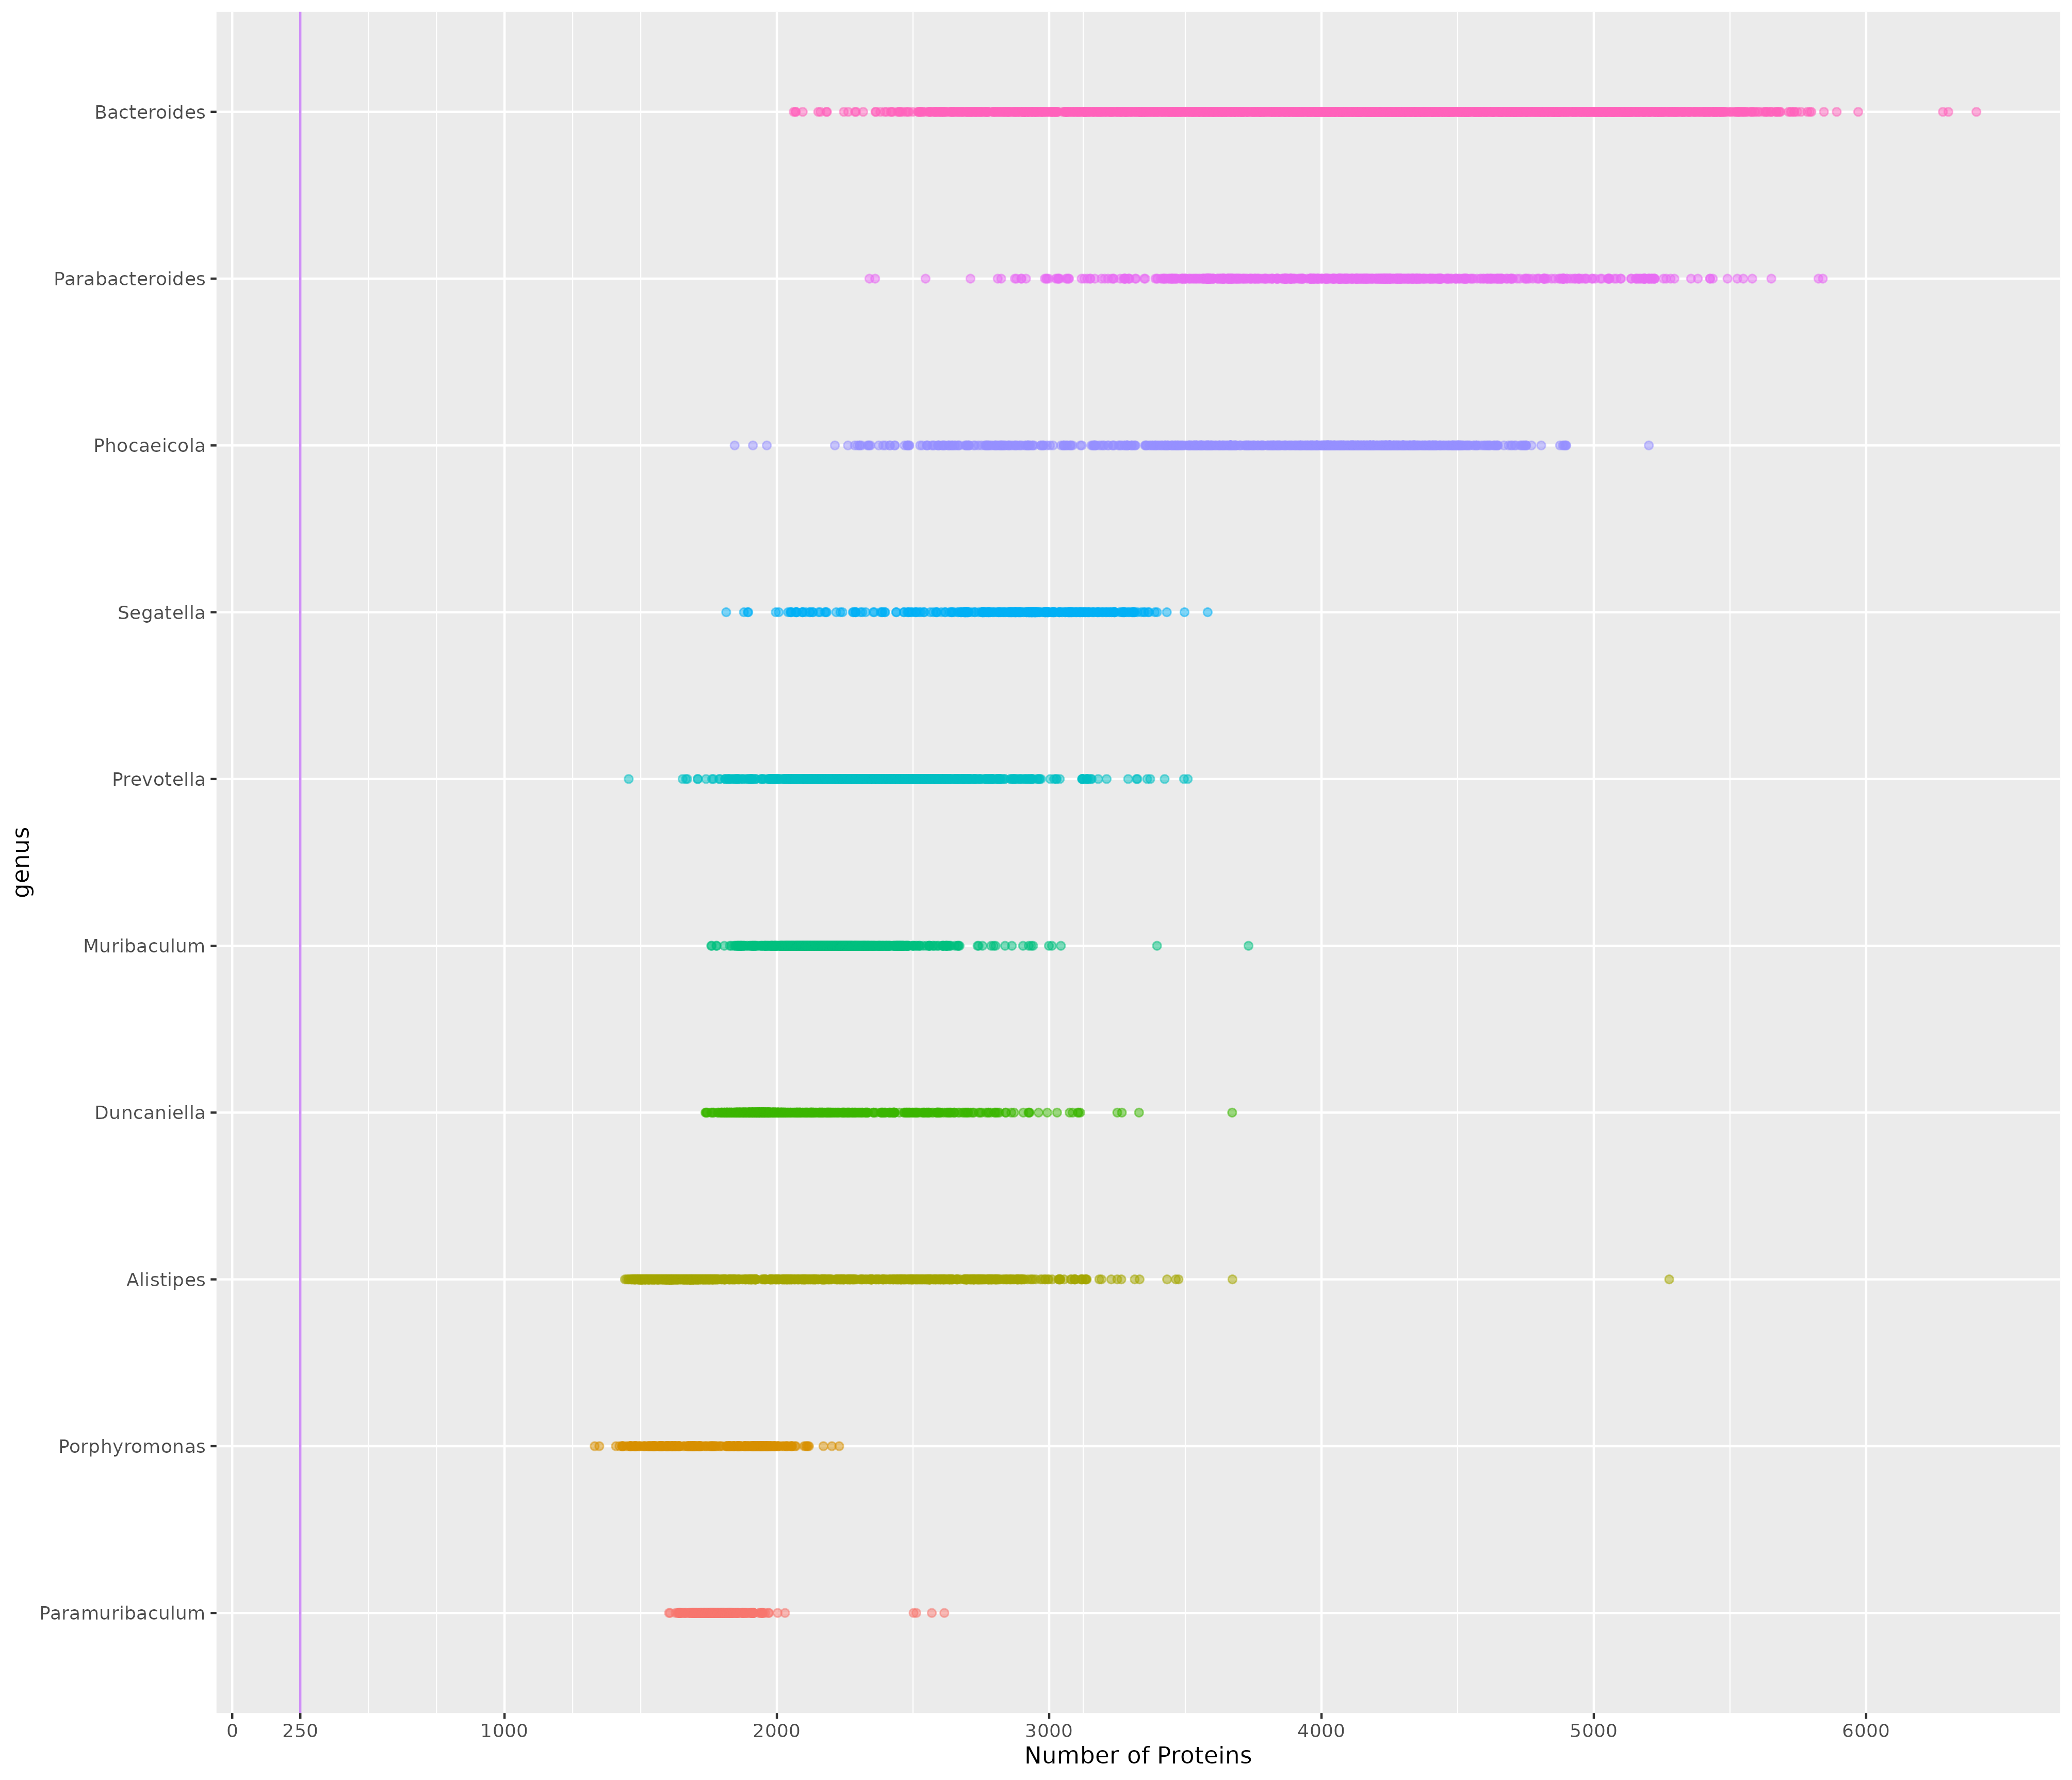 Bacteroides
Parabacteroides
Phocaeicola
Segatella
Prevotella
Muribaculum
Duncaniella
Alistipes
Porphyromonas
Paramuribaculum
genus
0 250 1000 2000 3000 4000 5000 6000
Number of Proteins